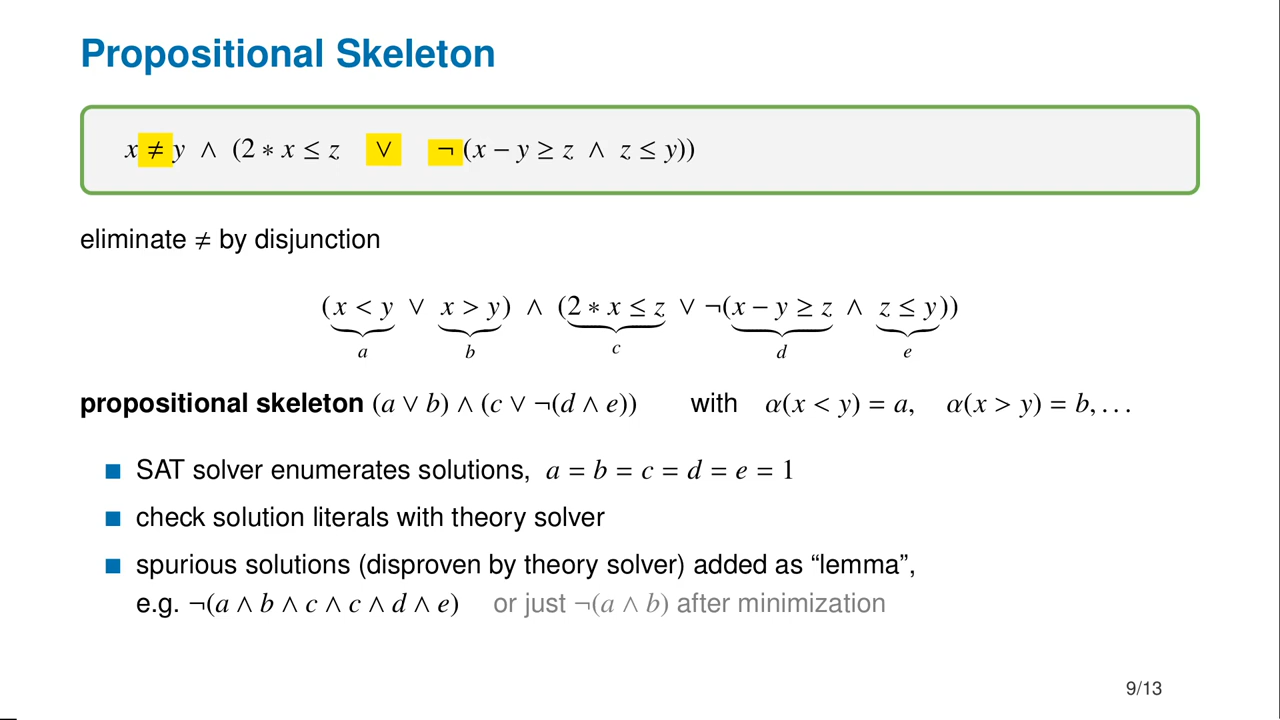 Propositional Skeleton
x ≠ y ∧ (2 ∗ x ≤ z ∨ ¬ (x − y ≥ z ∧ z ≤ y))
eliminate ≠ by disjunction
(x < y ∨ x > y) ∧ (2 ∗ x ≤ z ∨ ¬(x − y ≥ z ∧ z ≤ y))
a b c d e
propositional skeleton (a ∨ b) ∧ (c ∨ ¬(d ∧ e)) with α(x < y) = a, α(x > y) = b, . . .
SAT solver enumerates solutions, a = b = c = d = e = 1
check solution literals with theory solver
spurious solutions (disproven by theory solver) added as “lemma”,
e.g. ¬(a ∧ b ∧ c ∧ c ∧ d ∧ e) or just ¬(a ∧ b) after minimization
9/13